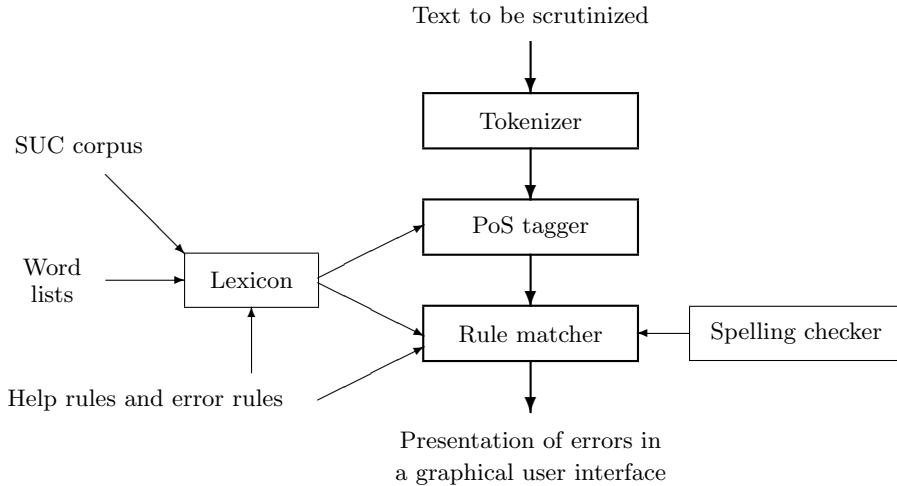 Text to be scrutinized
Tokenizer
SUC corpus
PoS tagger
Word
lists
Lexicon
Rule matcher
Spelling checker
Help rules and error rules
Presentation of errors in
a graphical user interface